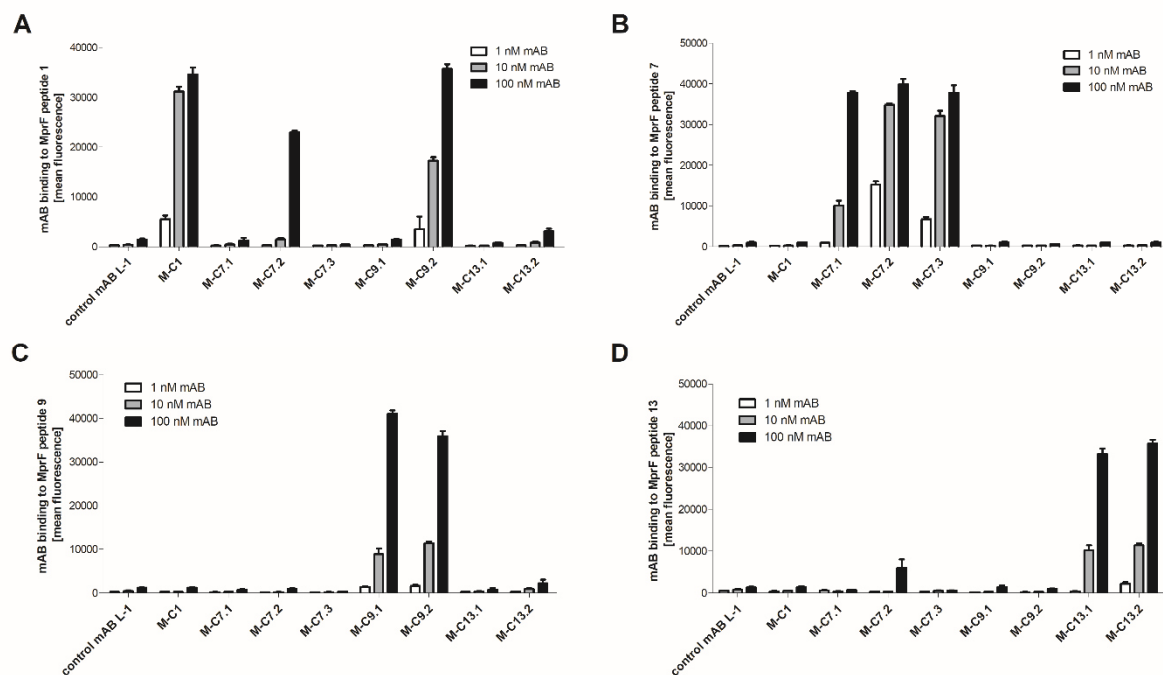 A
mAB binding to MprF peptide 1
[mean fluorescence]
40000
30000
20000
10000
0
1 nM mAB
10 nM mAB
100 nM mAB
control mAB L-1
M-C1
M-C7.1
M-C7.2
M-C7.3
M-C9.1
M-C9.2
M-C13.1
M-C13.2
B
mAB binding to MprF peptide 7
[mean fluorescence]
50000
40000
30000
20000
10000
0
1 nM mAB
10 nM mAB
100 nM mAB
control mAB L-1
M-C1
M-C7.1
M-C7.2
M-C7.3
M-C9.1
M-C9.2
M-C13.1
M-C13.2
C
mAB binding to MprF peptide 9
[mean fluorescence]
50000
40000
30000
20000
10000
0
1 nM mAB
10 nM mAB
100 nM mAB
control mAB L-1
M-C1
M-C7.1
M-C7.2
M-C7.3
M-C9.1
M-C9.2
M-C13.1
M-C13.2
D
mAB binding to MprF peptide 13
[mean fluorescence]
50000
40000
30000
20000
10000
0
1 nM mAB
10 nM mAB
100 nM mAB
control mAB L-1
M-C1
M-C7.1
M-C7.2
M-C7.3
M-C9.1
M-C9.2
M-C13.1
M-C13.2